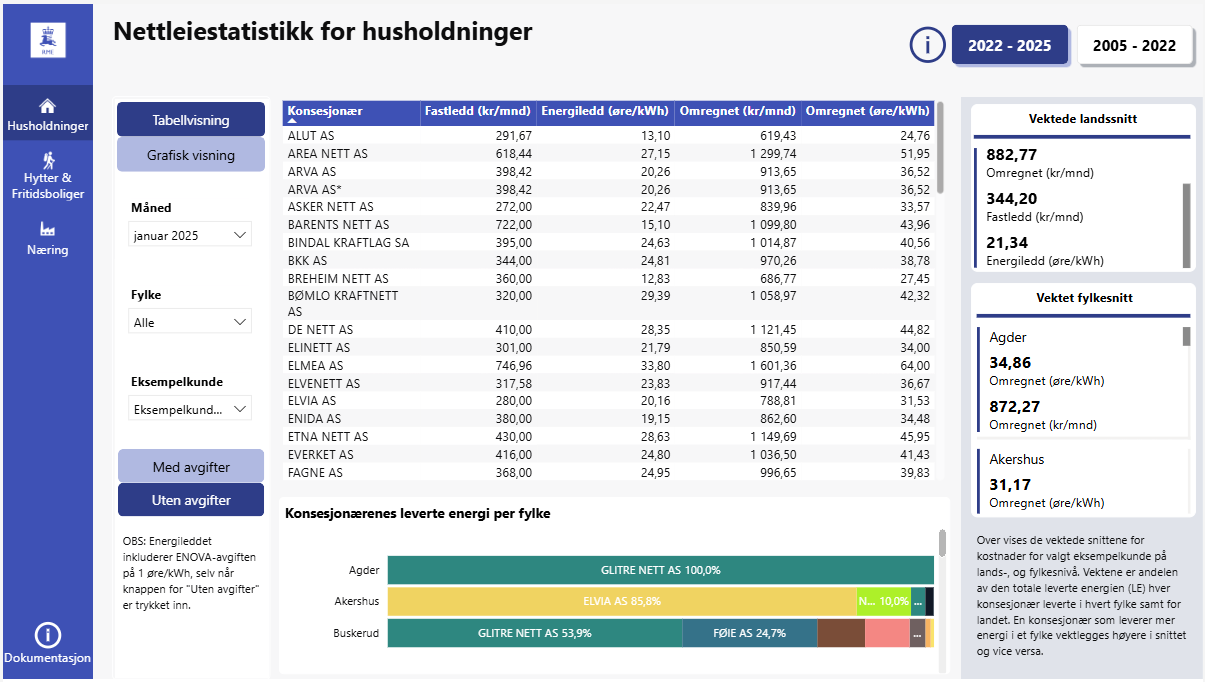 RME
Husholdninger
Hytter &
Fritidsboliger
Næring
Dokumentasjon
Nettleiestatistikk for husholdninger
i
2022 - 2025
2005 - 2022
Tabellvisning
Grafisk visning
Måned
januar 2025
Fylke
Alle
Eksempelkunde
Eksempelkund...
Med avgifter
Uten avgifter
OBS: Energileddet
inkluderer ENOVA-avgiften
på 1 øre/kWh, selv når
knappen for "Uten avgifter"
er trykket inn.
Konsesjonær Fastledd (kr/mnd) Energiledd (øre/kWh) Omregnet (kr/mnd) Omregnet (øre/kWh)
ALUT AS 291,67 13,10 619,43 24,76
AREA NETT AS 618,44 27,15 1 299,74 51,95
ARVA AS 398,42 20,26 913,65 36,52
ARVA AS* 398,42 20,26 913,65 36,52
ASKER NETT AS 272,00 22,47 839,96 33,57
BARENTS NETT AS 722,00 15,10 1 099,80 43,96
BINDAL KRAFTLAG SA 395,00 24,63 1 014,87 40,56
BKK AS 344,00 24,81 970,26 38,78
BREHEIM NETT AS 360,00 12,83 686,77 27,45
BØMLO KRAFTNETT 320,00 29,39 1 058,97 42,32
AS
DE NETT AS 410,00 28,35 1 121,45 44,82
ELINETT AS 301,00 21,79 850,59 34,00
ELMEA AS 746,96 33,80 1 601,36 64,00
ELVENETT AS 317,58 23,83 917,44 36,67
ELVIA AS 280,00 20,16 788,81 31,53
ENIDA AS 380,00 19,15 862,60 34,48
ETNA NETT AS 430,00 28,63 1 149,69 45,95
EVERKET AS 416,00 24,80 1 036,50 41,43
FAGNE AS 368,00 24,95 996,65 39,83
Konsesjonærenes leverte energi per fylke
Agder GLITRE NETT AS 100,0%
Akershus ELVIA AS 85,8% N... 10,0% ...
Buskerud GLITRE NETT AS 53,9% FØIE AS 24,7% ...
Vektede landssnitt
882,77
Omregnet (kr/mnd)
344,20
Fastledd (kr/mnd)
21,34
Energiledd (øre/kWh)
Vektet fylkesnitt
Agder
34,86
Omregnet (øre/kWh)
872,27
Omregnet (kr/mnd)
Akershus
31,17
Omregnet (øre/kWh)
Over vises de vektede snittene for
kostnader for valgt eksempelkunde på
lands-, og fylkesnivå. Vektene er andelen
av den totale leverte energien (LE) hver
konsesjonær leverte i hvert fylke samt for
landet. En konsesjonær som leverer mer
energi i et fylke vektlegges høyere i snittet
og vice versa.